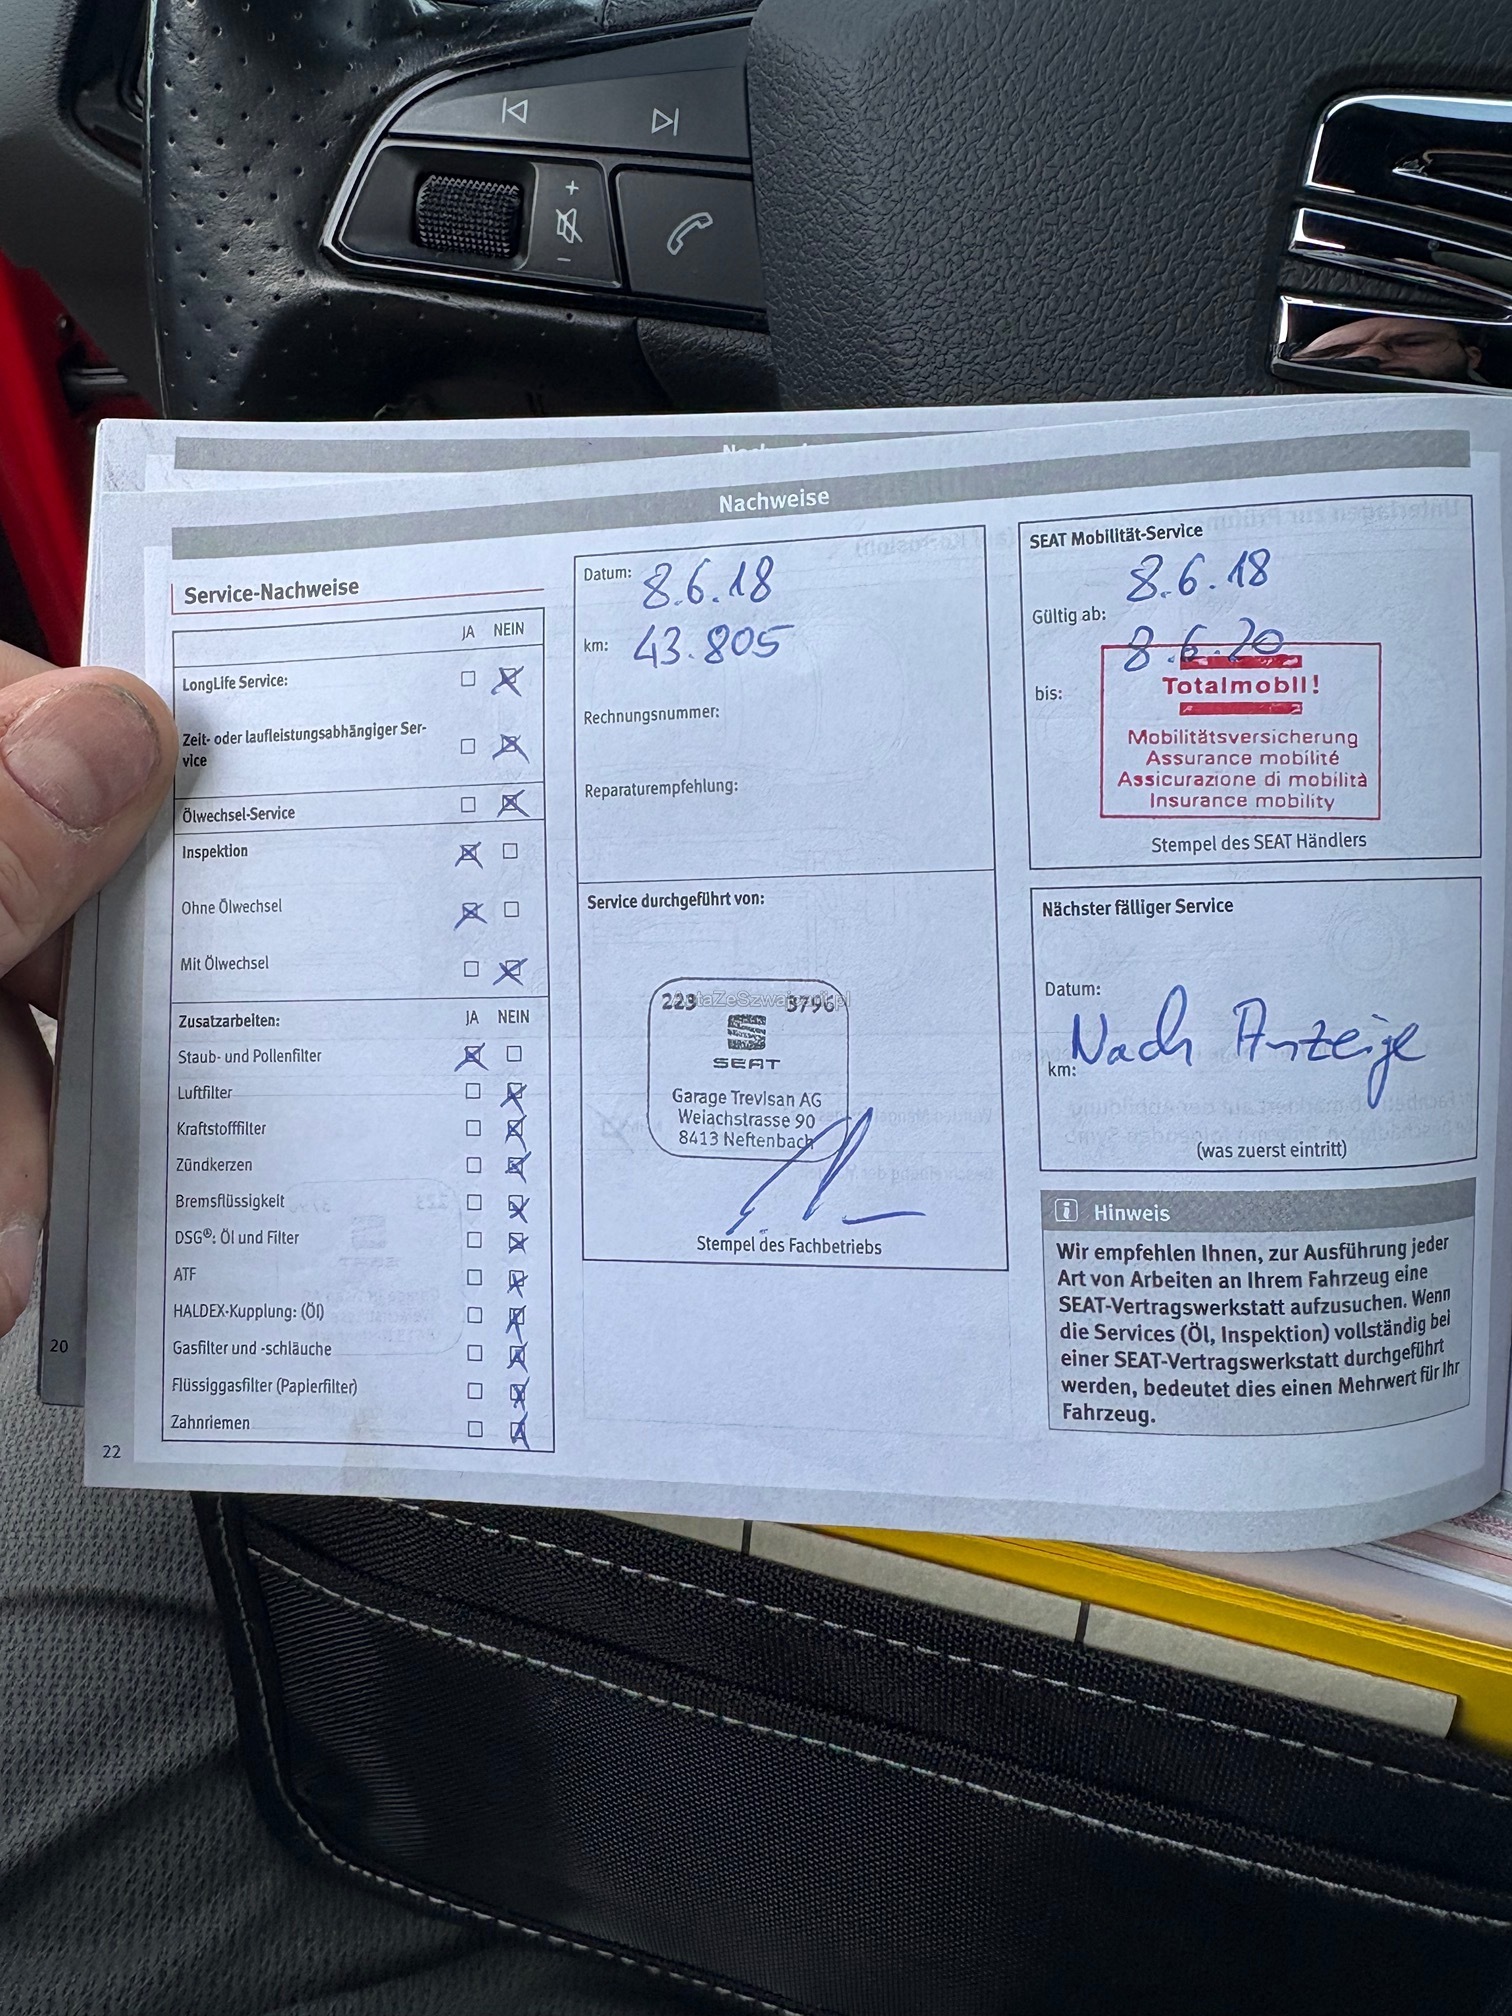 Nachweise
Service-Nachweise
JA NEIN
LongLife Service:
Zeit- oder laufleistungsabhängiger Ser-
vice
Ölwechsel-Service
Inspektion
Ohne Ölwechsel
Mit Ölwechsel
Zusatzarbeiten: JA NEIN
Staub- und Pollenfilter
Luftfilter
Kraftstofffilter
Zündkerzen
Bremsflüssigkeit
DSG®: Öl und Filter
ATF
HALDEX-Kupplung: (Öl)
Gasfilter und -schläuche
Flüssiggasfilter (Papierfilter)
Zahnriemen
20
22
Datum: 8.6.18
km: 43.805
Rechnungsnummer:
Reparaturempfehlung:
Service durchgeführt von:
223 3796
AutaZeSzwajcarii.pl
SEAT
Garage Trevisan AG
Weiachstrasse 90
8413 Neftenbach
Stempel des Fachbetriebs
SEAT Mobilität-Service
8.6.18
Gültig ab:
8.6.20
bis:
Totalmobil!
Mobilitätsversicherung
Assurance mobilité
Assicurazione di mobilità
Insurance mobility
Stempel des SEAT Händlers
Nächster fälliger Service
Datum:
Nach Anzeige
km:
(was zuerst eintritt)
i Hinweis
Wir empfehlen Ihnen, zur Ausführung jeder
Art von Arbeiten an Ihrem Fahrzeug eine
SEAT-Vertragswerkstatt aufzusuchen. Wenn
die Services (Öl, Inspektion) vollständig bei
einer SEAT-Vertragswerkstatt durchgeführt
werden, bedeutet dies einen Mehrwert für Ihr
Fahrzeug.